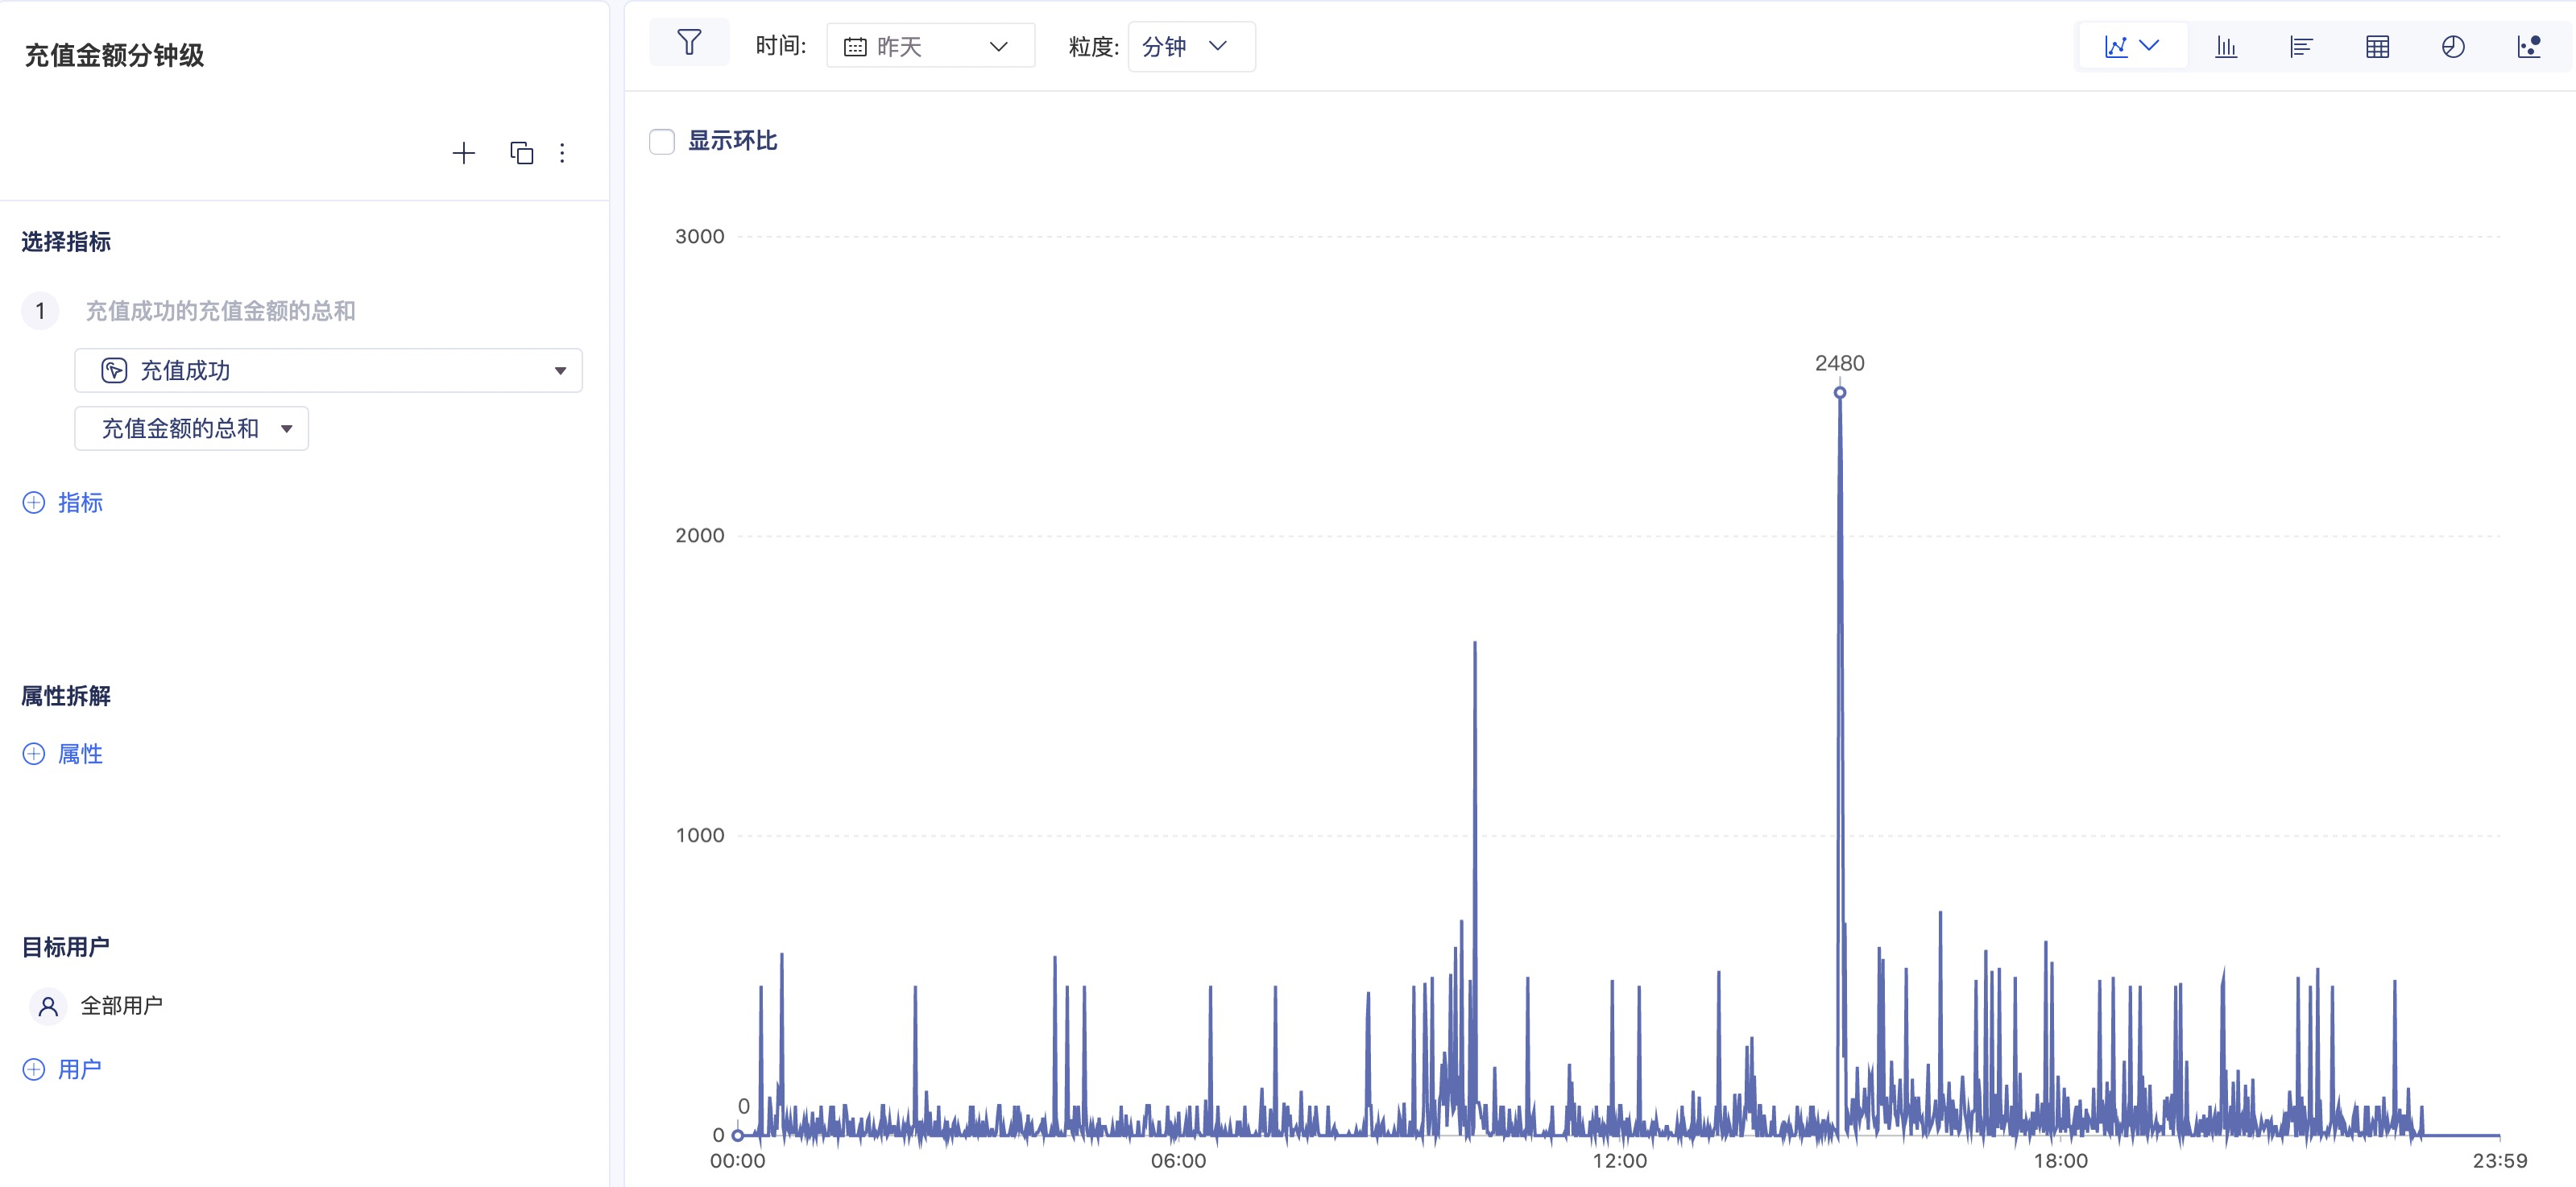 充值金额分钟级
时间: 昨天 粒度: 分钟
显示环比
选择指标
1 充值成功的充值金额的总和
充值成功
充值金额的总和
指标
属性拆解
属性
目标用户
全部用户
用户
3000
2480
2000
1000
0
0
00:00 06:00 12:00 18:00 23:59